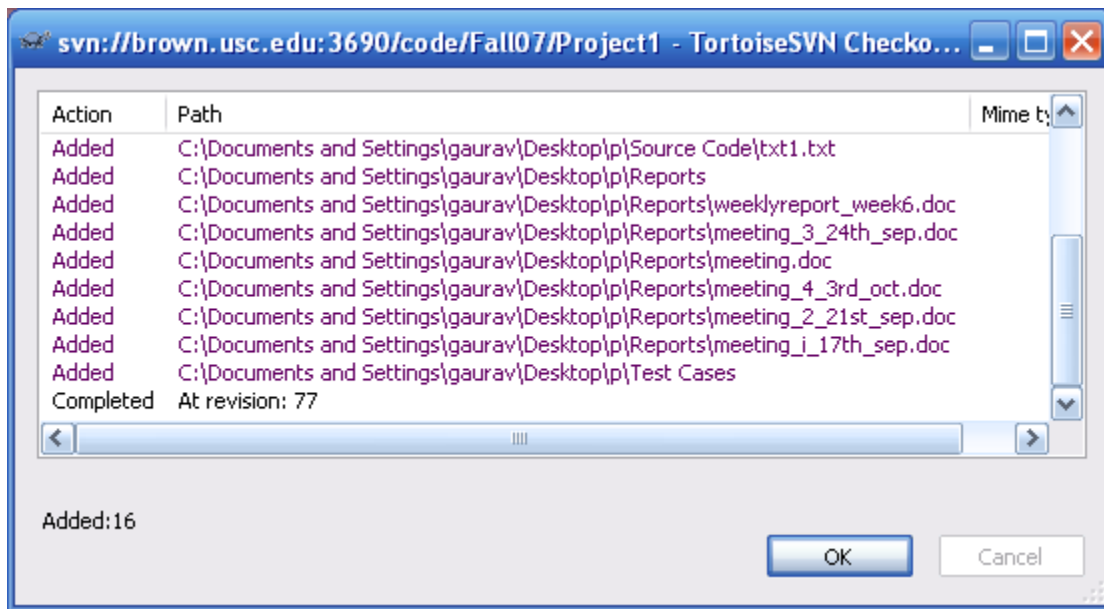 svn://brown.usc.edu:3690/code/Fall07/Project1 - TortoiseSVN Checko...
Action Path Mime ty
Added C:\Documents and Settings\gaurav\Desktop\p\Source Code\txt1.txt
Added C:\Documents and Settings\gaurav\Desktop\p\Reports
Added C:\Documents and Settings\gaurav\Desktop\p\Reports\weeklyreport_week6.doc
Added C:\Documents and Settings\gaurav\Desktop\p\Reports\meeting_3_24th_sep.doc
Added C:\Documents and Settings\gaurav\Desktop\p\Reports\meeting.doc
Added C:\Documents and Settings\gaurav\Desktop\p\Reports\meeting_4_3rd_oct.doc
Added C:\Documents and Settings\gaurav\Desktop\p\Reports\meeting_2_21st_sep.doc
Added C:\Documents and Settings\gaurav\Desktop\p\Reports\meeting_i_17th_sep.doc
Added C:\Documents and Settings\gaurav\Desktop\p\Test Cases
Completed At revision: 77
Added:16
OK Cancel